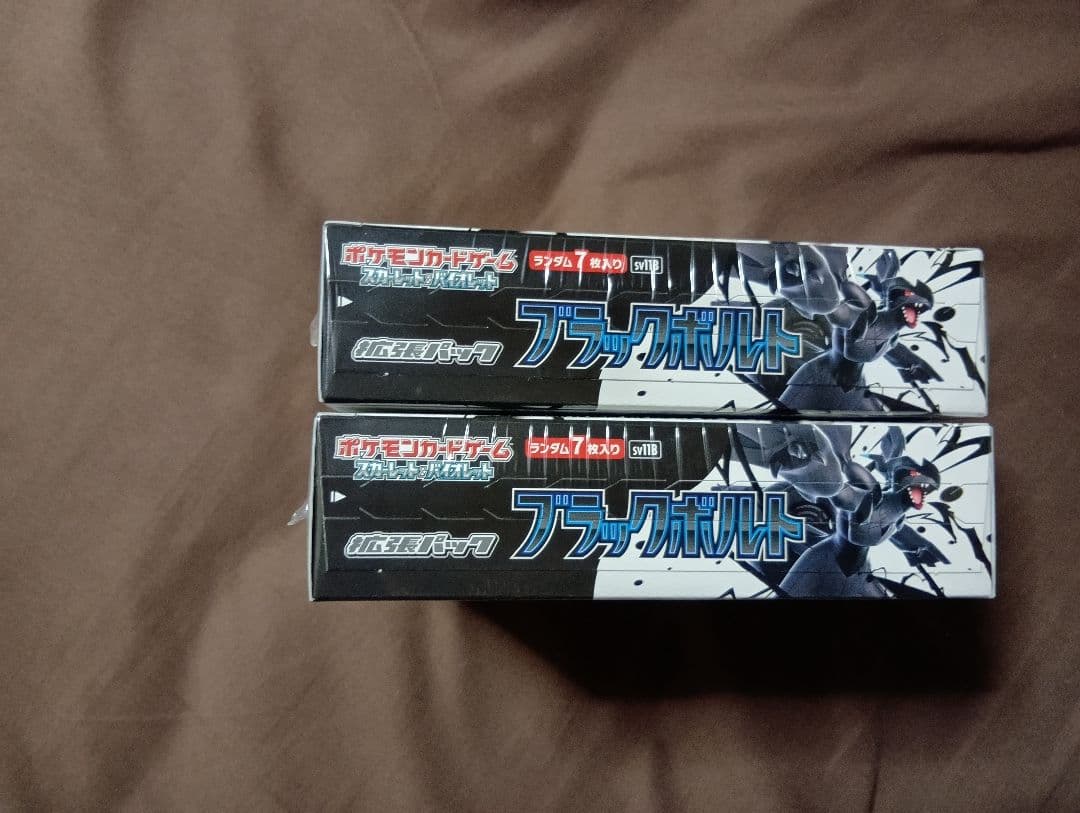 ポケモンカードゲーム
スカーレット&バイオレット
ランダム7枚入り
sv11B
拡張パック
ブラックボルト
ポケモンカードゲーム
スカーレット&バイオレット
ランダム7枚入り
sv11B
拡張パック
ブラックボルト